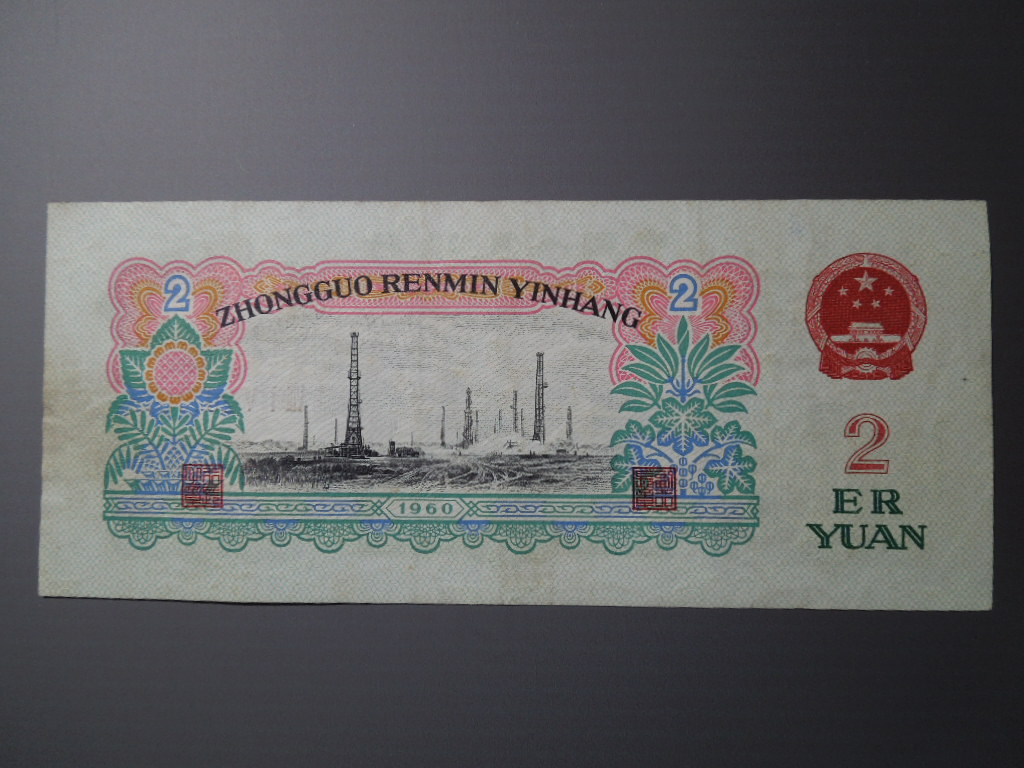 2
2
ZHONGGUO RENMIN YINHANG
1960
2
ER
YUAN